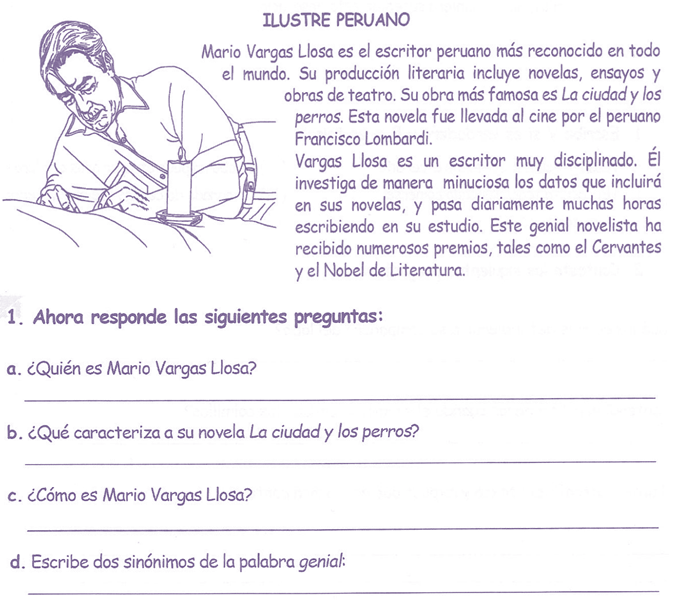 ILUSTRE PERUANO
Mario Vargas Llosa es el escritor peruano más reconocido en todo
el mundo. Su producción literaria incluye novelas, ensayos y
obras de teatro. Su obra más famosa es La ciudad y los
perros. Esta novela fue llevada al cine por el peruano
Francisco Lombardi.
Vargas Llosa es un escritor muy disciplinado. Él
investiga de manera minuciosa los datos que incluirá
en sus novelas, y pasa diariamente muchas horas
escribiendo en su estudio. Este genial novelista ha
recibido numerosos premios, tales como el Cervantes
y el Nobel de Literatura.
1. Ahora responde las siguientes preguntas:
a. ¿Quién es Mario Vargas Llosa?
b. ¿Qué caracteriza a su novela La ciudad y los perros?
c. ¿Cómo es Mario Vargas Llosa?
d. Escribe dos sinónimos de la palabra genial: